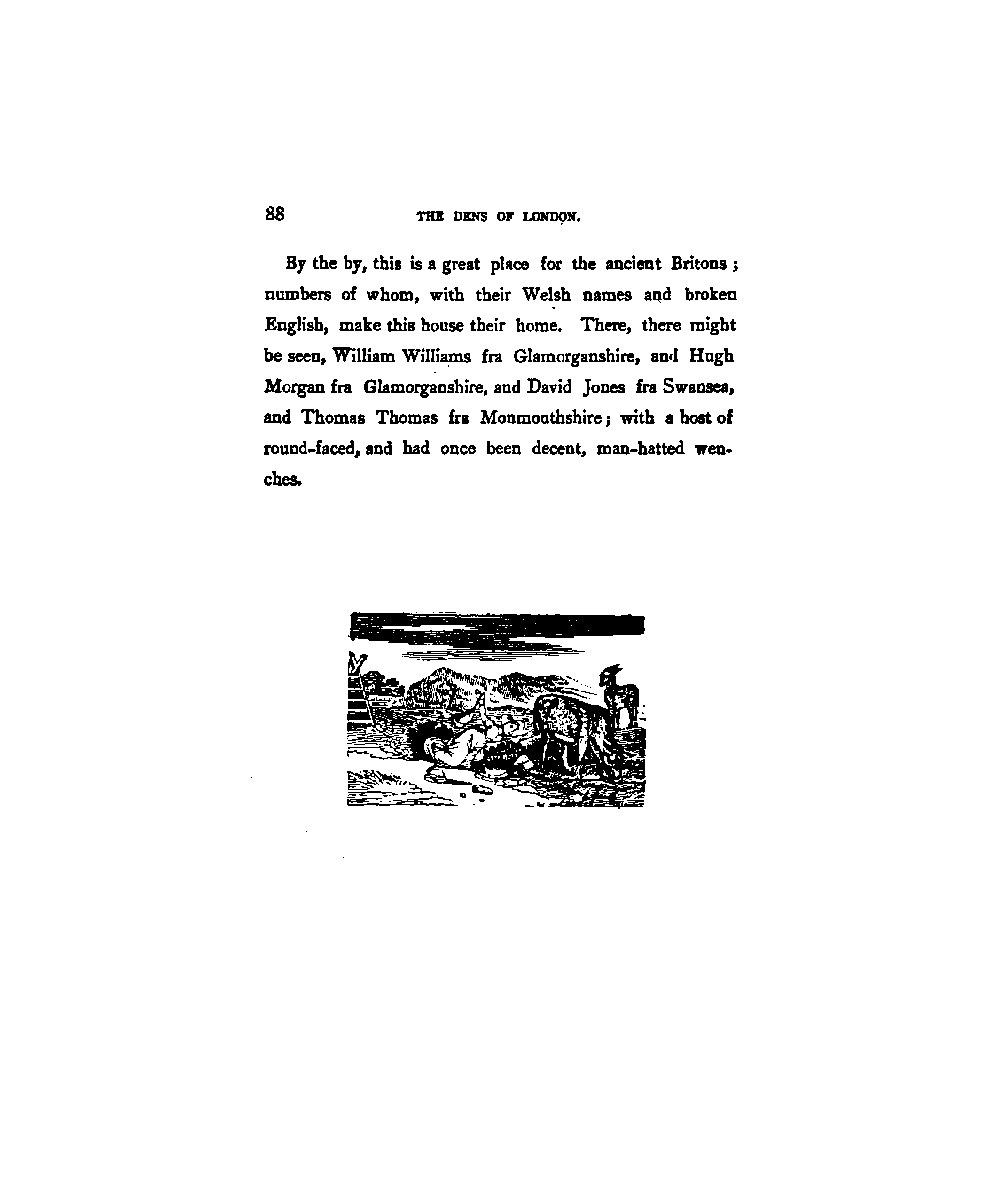 88 THE DENS OF LONDON.
By the by, this is a great place for the ancient Britons;
numbers of whom, with their Welsh names and broken
English, make this house their home. There, there might
be seen, William Williams fra Glamorganshire, and Hugh
Morgan fra Glamorganshire, and David Jones fra Swansea,
and Thomas Thomas fra Monmouthshire; with a host of
round-faced, and had once been decent, man-hatted wen-
ches.